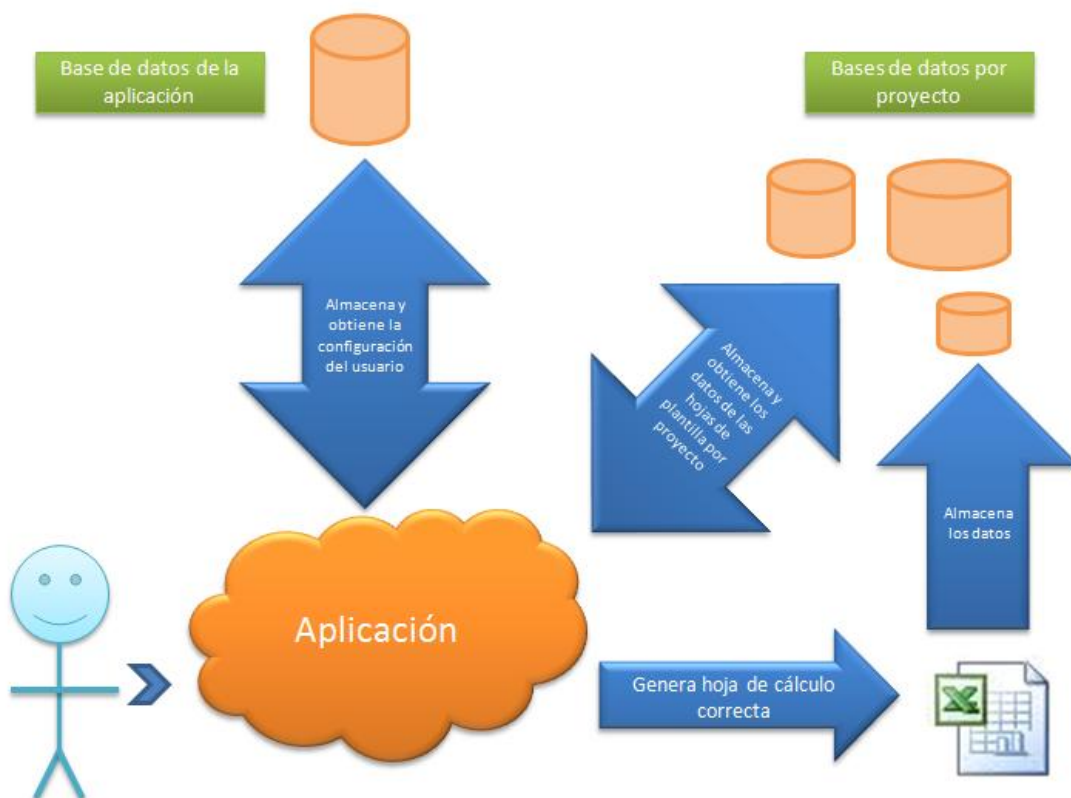 Base de datos de la
aplicación
Bases de datos por
proyecto
Almacena y
obtiene la
configuración
del usuario
Almacena y
obtiene los
datos de las
hojas de
plantilla por
proyecto
Almacena
los datos
Aplicación
Genera hoja de cálculo
correcta
X